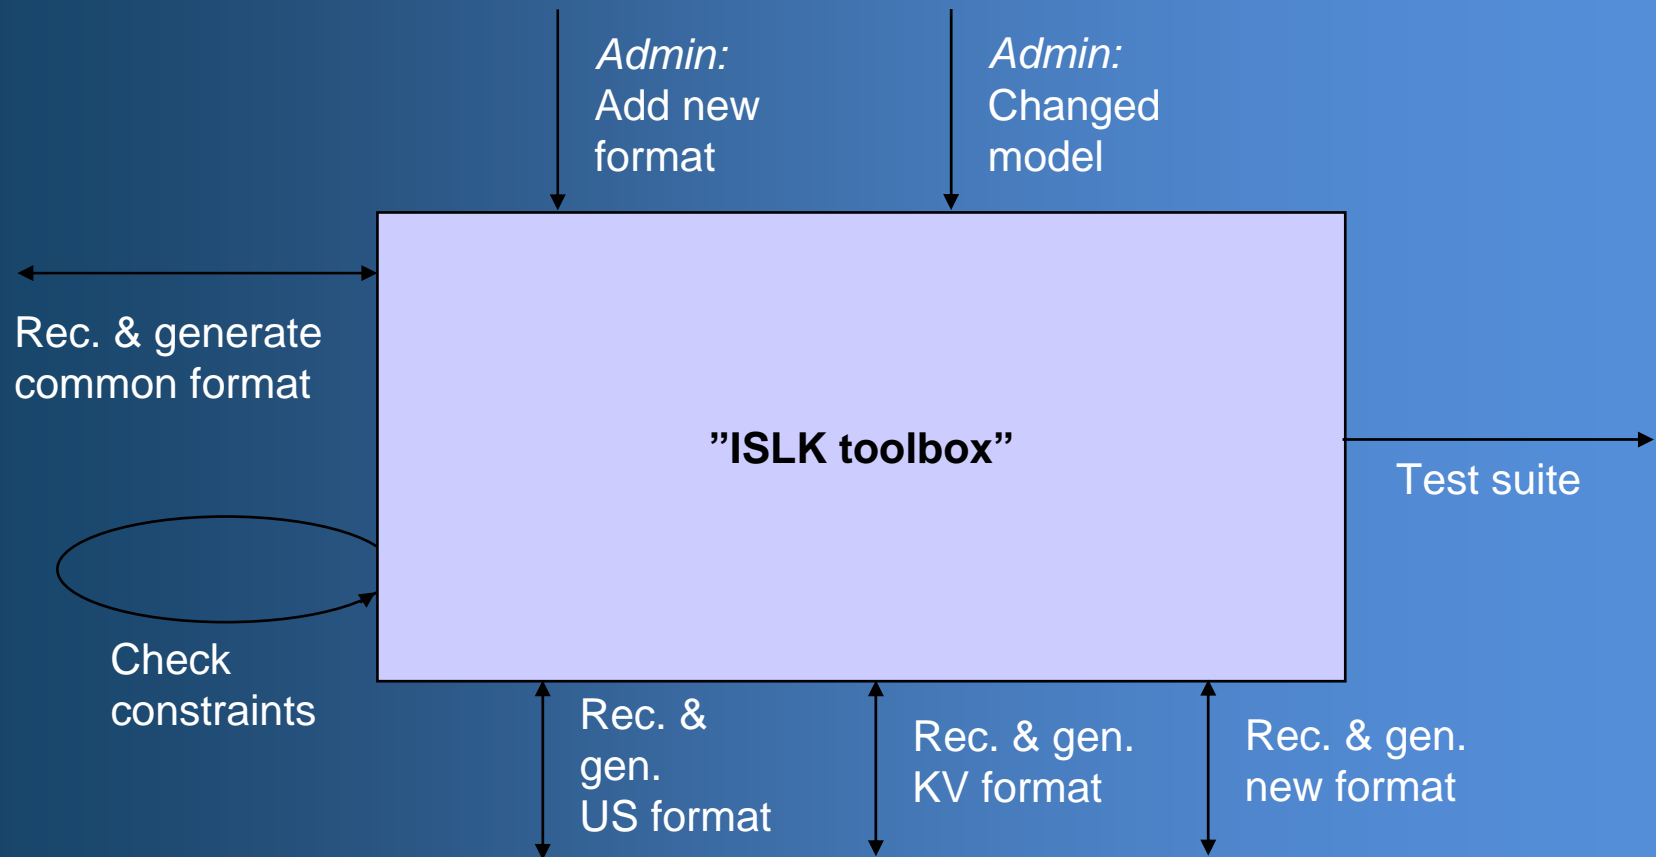 Admin:
Add new
format
Admin:
Changed
model
Rec. & generate
common format
”ISLK toolbox”
Test suite
Check
constraints
Rec. &
gen.
US format
Rec. & gen.
KV format
Rec. & gen.
new format